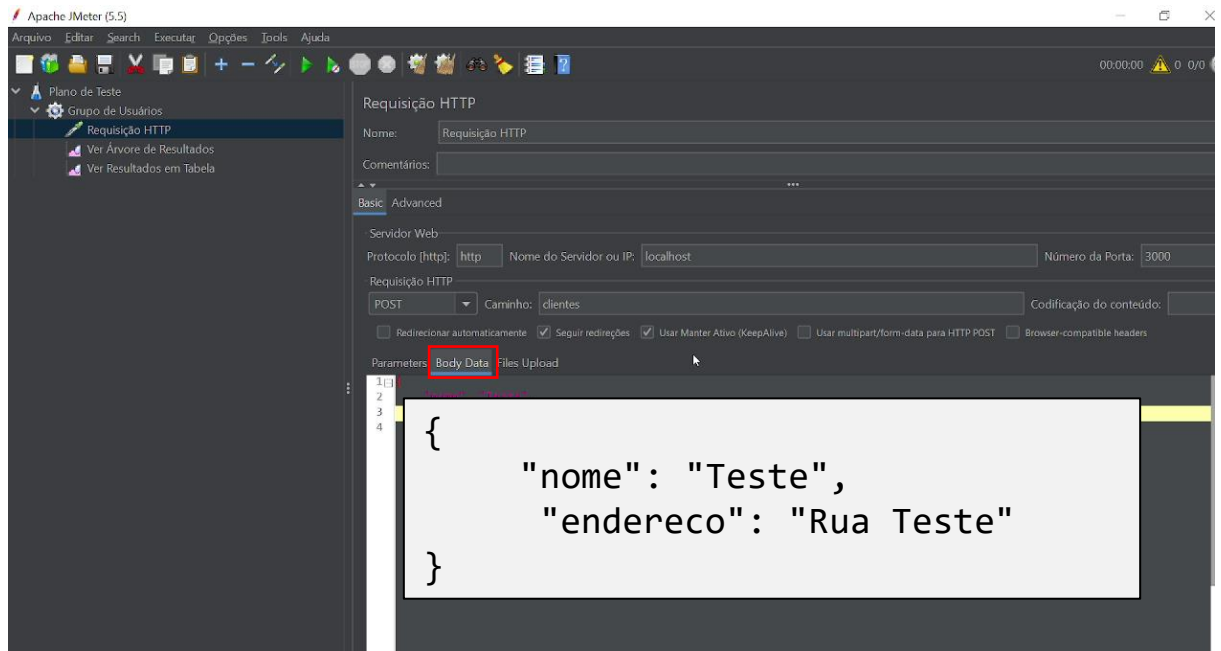 Apache JMeter (5.5)
Arquivo Editar Search Executar Opções Tools Ajuda
00:00:00 0 0/0
Plano de Teste
Grupo de Usuários
Requisição HTTP
Ver Árvore de Resultados
Ver Resultados em Tabela
Requisição HTTP
Nome: Requisição HTTP
Comentários:
Basic Advanced
Servidor Web
Protocolo [http]: http Nome do Servidor ou IP: localhost Número da Porta: 3000
Requisição HTTP
POST Caminho: clientes Codificação do conteúdo:
Redirecionar automaticamente Seguir redireções Usar Manter Ativo (KeepAlive) Usar multipart/form-data para HTTP POST Browser-compatible headers
Parameters Body Data Files Upload
1
2
3
4
{
"nome": "Teste",
"endereco": "Rua Teste"
}